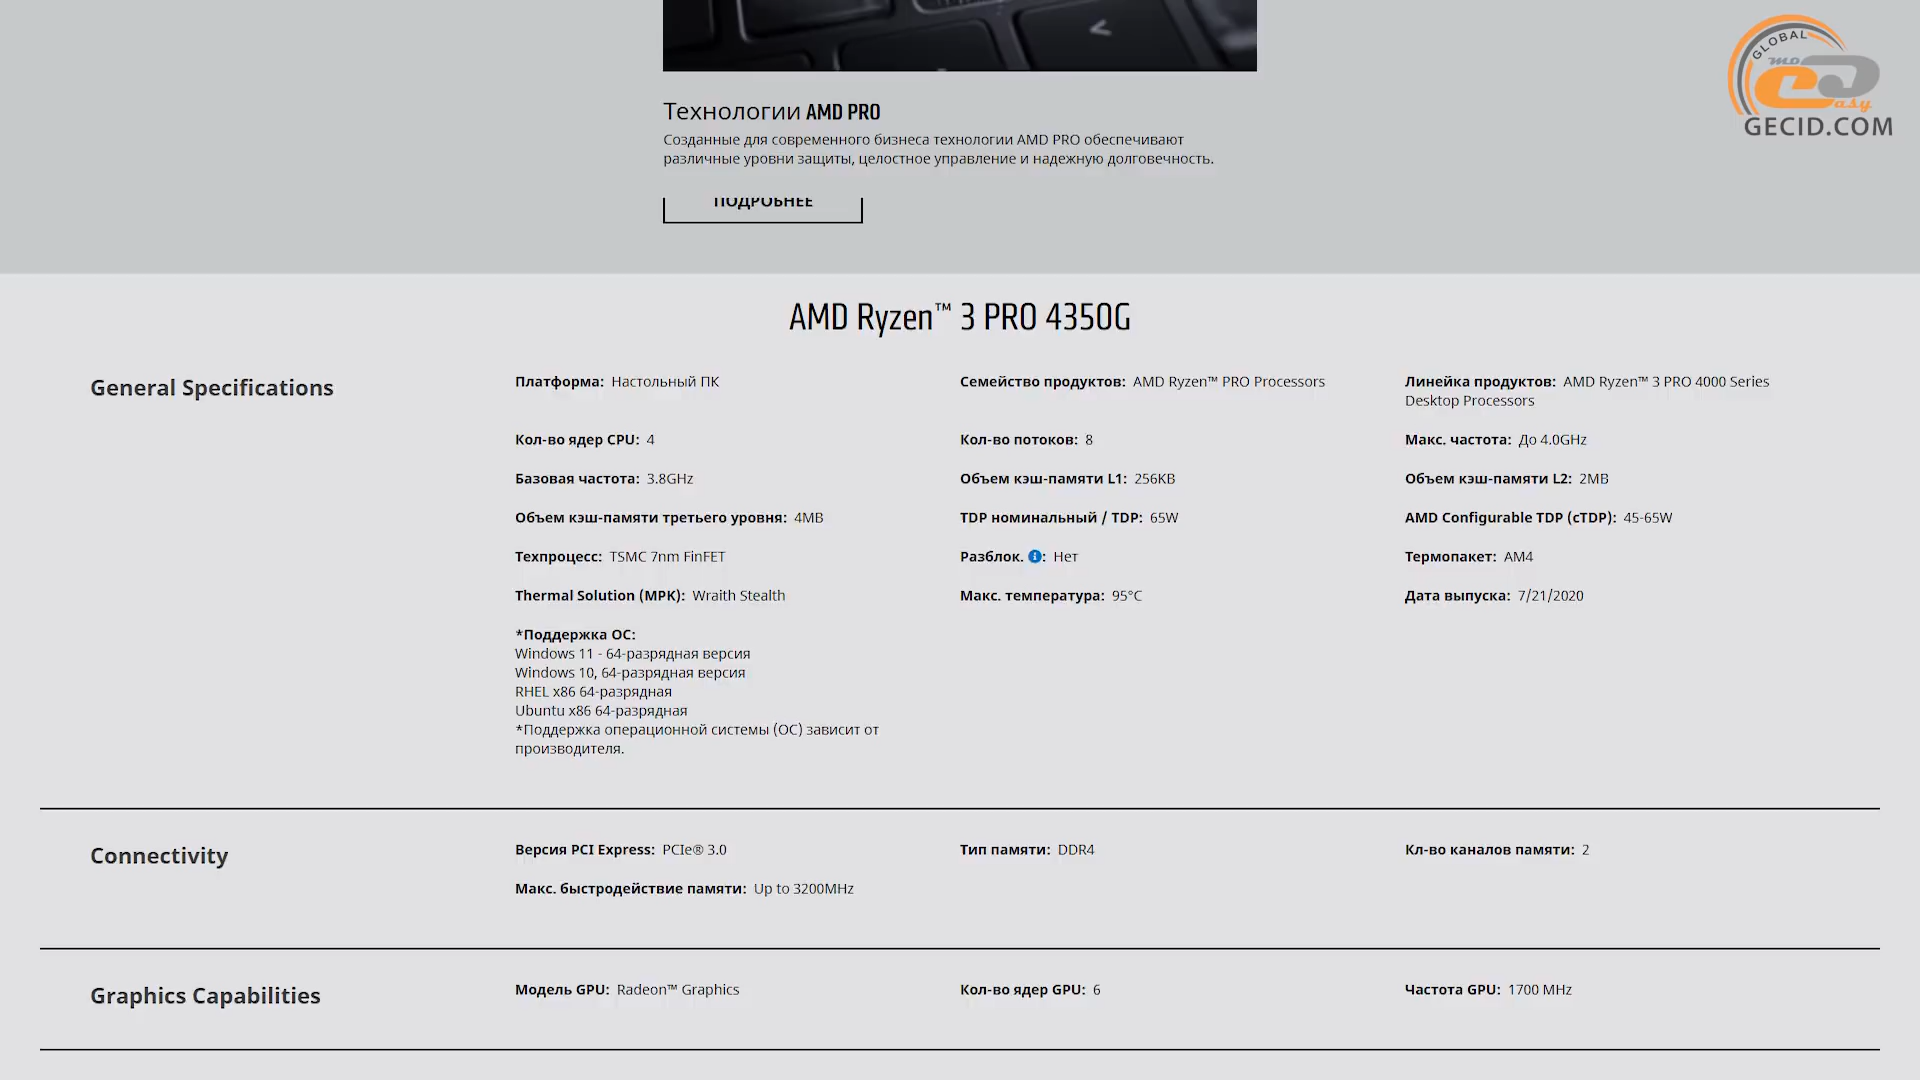 GLOBAL
mo
easy
GECID.COM
Технологии AMD PRO
Созданные для современного бизнеса технологии AMD PRO обеспечивают
различные уровни защиты, целостное управление и надежную долговечность.
ПОДРОБНЕЕ
AMD Ryzen™ 3 PRO 4350G
General Specifications
Платформа: Настольный ПК
Семейство продуктов: AMD Ryzen™ PRO Processors
Линейка продуктов: AMD Ryzen™ 3 PRO 4000 Series
Desktop Processors
Кол-во ядер CPU: 4
Кол-во потоков: 8
Макс. частота: До 4.0GHz
Базовая частота: 3.8GHz
Объем кэш-памяти L1: 256KB
Объем кэш-памяти L2: 2MB
Объем кэш-памяти третьего уровня: 4MB
TDP номинальный / TDP: 65W
AMD Configurable TDP (cTDP): 45-65W
Техпроцесс: TSMC 7nm FinFET
Разблок. i: Нет
Термопакет: AM4
Thermal Solution (MPK): Wraith Stealth
Макс. температура: 95°C
Дата выпуска: 7/21/2020
*Поддержка ОС:
Windows 11 - 64-разрядная версия
Windows 10, 64-разрядная версия
RHEL x86 64-разрядная
Ubuntu x86 64-разрядная
*Поддержка операционной системы (ОС) зависит от
производителя.
Connectivity
Версия PCI Express: PCIe® 3.0
Тип памяти: DDR4
Кл-во каналов памяти: 2
Макс. быстродействие памяти: Up to 3200MHz
Graphics Capabilities
Модель GPU: Radeon™ Graphics
Кол-во ядер GPU: 6
Частота GPU: 1700 MHz